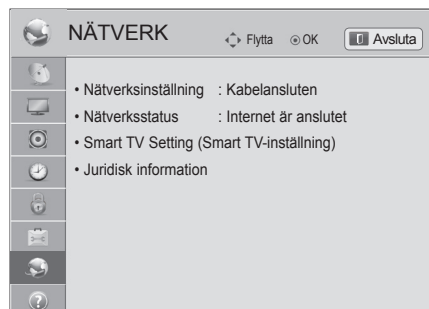 NÄTVERK
Flytta OK Avsluta
• Nätverksinställning : Kabelansluten
• Nätverksstatus : Internet är anslutet
• Smart TV Setting (Smart TV-inställning)
• Juridisk information